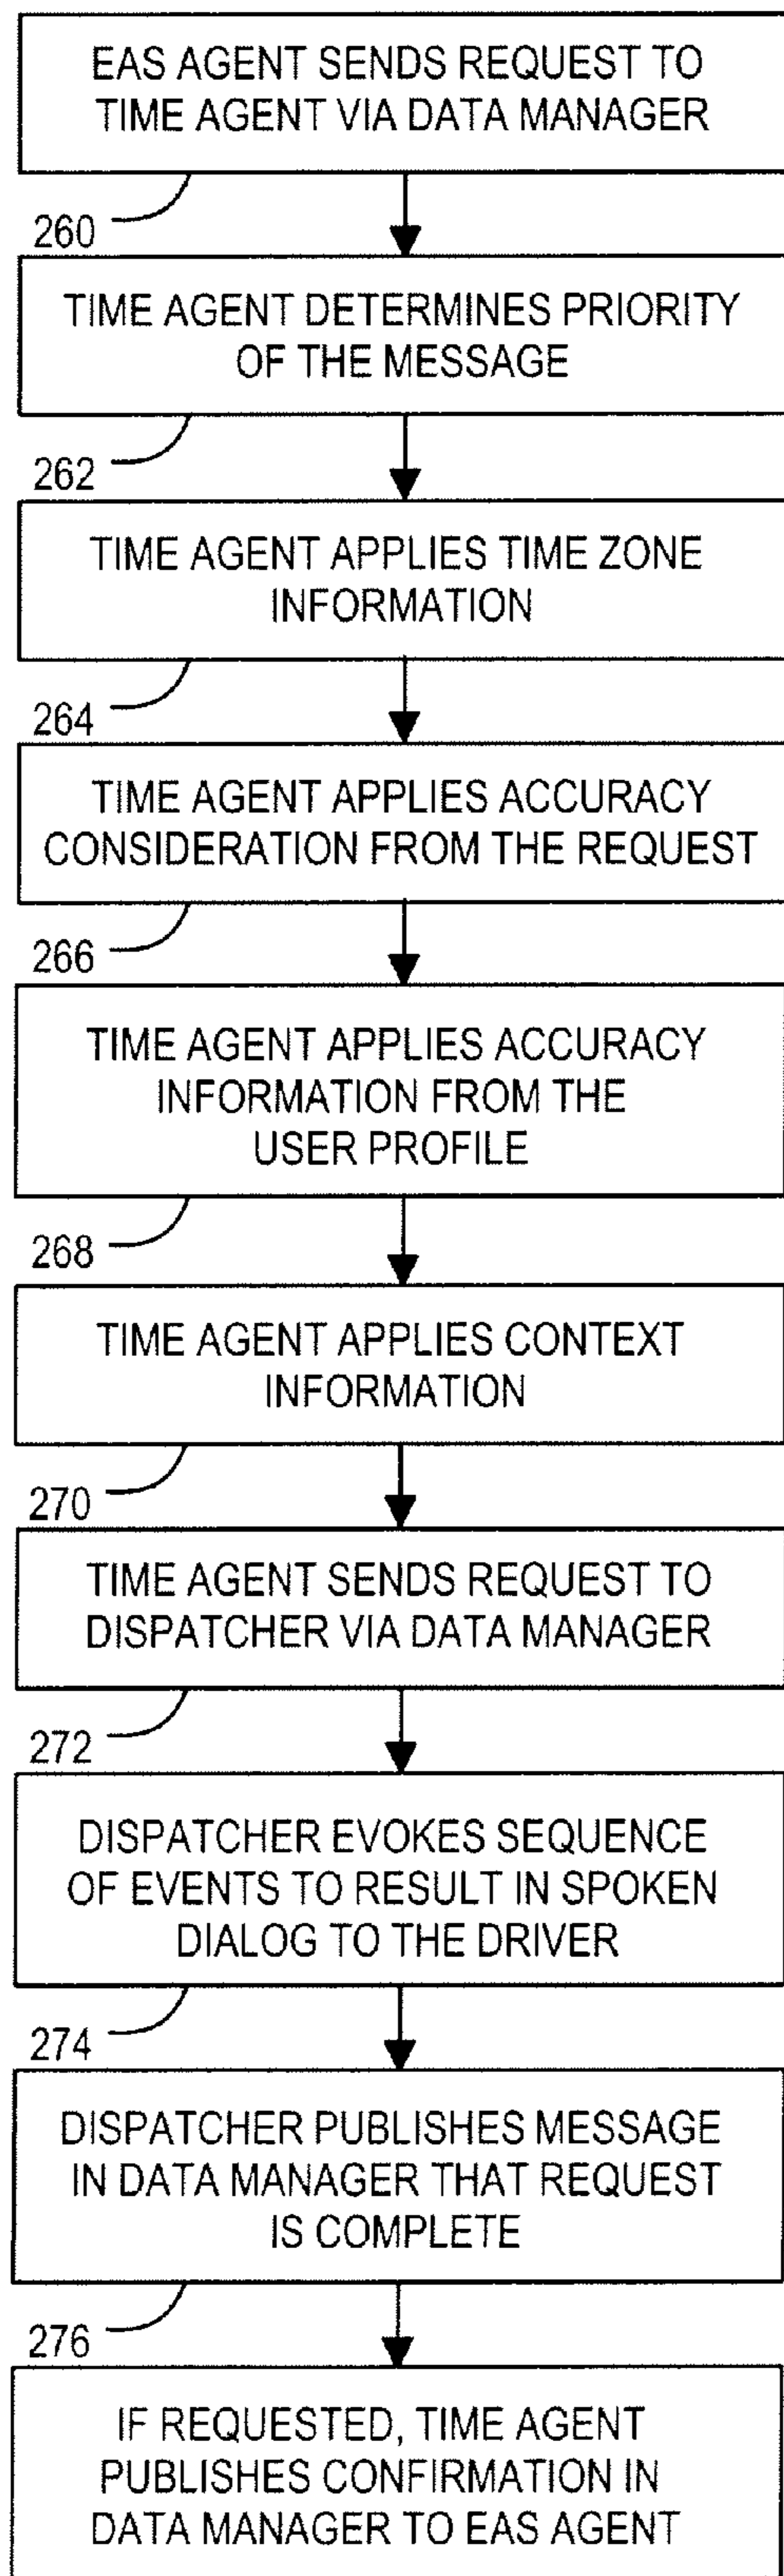 EAS AGENT SENDS REQUEST TO
TIME AGENT VIA DATA MANAGER
260
TIME AGENT DETERMINES PRIORITY
OF THE MESSAGE
262
TIME AGENT APPLIES TIME ZONE
INFORMATION
264
TIME AGENT APPLIES ACCURACY
CONSIDERATION FROM THE REQUEST
266
TIME AGENT APPLIES ACCURACY
INFORMATION FROM THE
USER PROFILE
268
TIME AGENT APPLIES CONTEXT
INFORMATION
270
TIME AGENT SENDS REQUEST TO
DISPATCHER VIA DATA MANAGER
272
DISPATCHER EVOKES SEQUENCE
OF EVENTS TO RESULT IN SPOKEN
DIALOG TO THE DRIVER
274
DISPATCHER PUBLISHES MESSAGE
IN DATA MANAGER THAT REQUEST
IS COMPLETE
276
IF REQUESTED, TIME AGENT
PUBLISHES CONFIRMATION IN
DATA MANAGER TO EAS AGENT